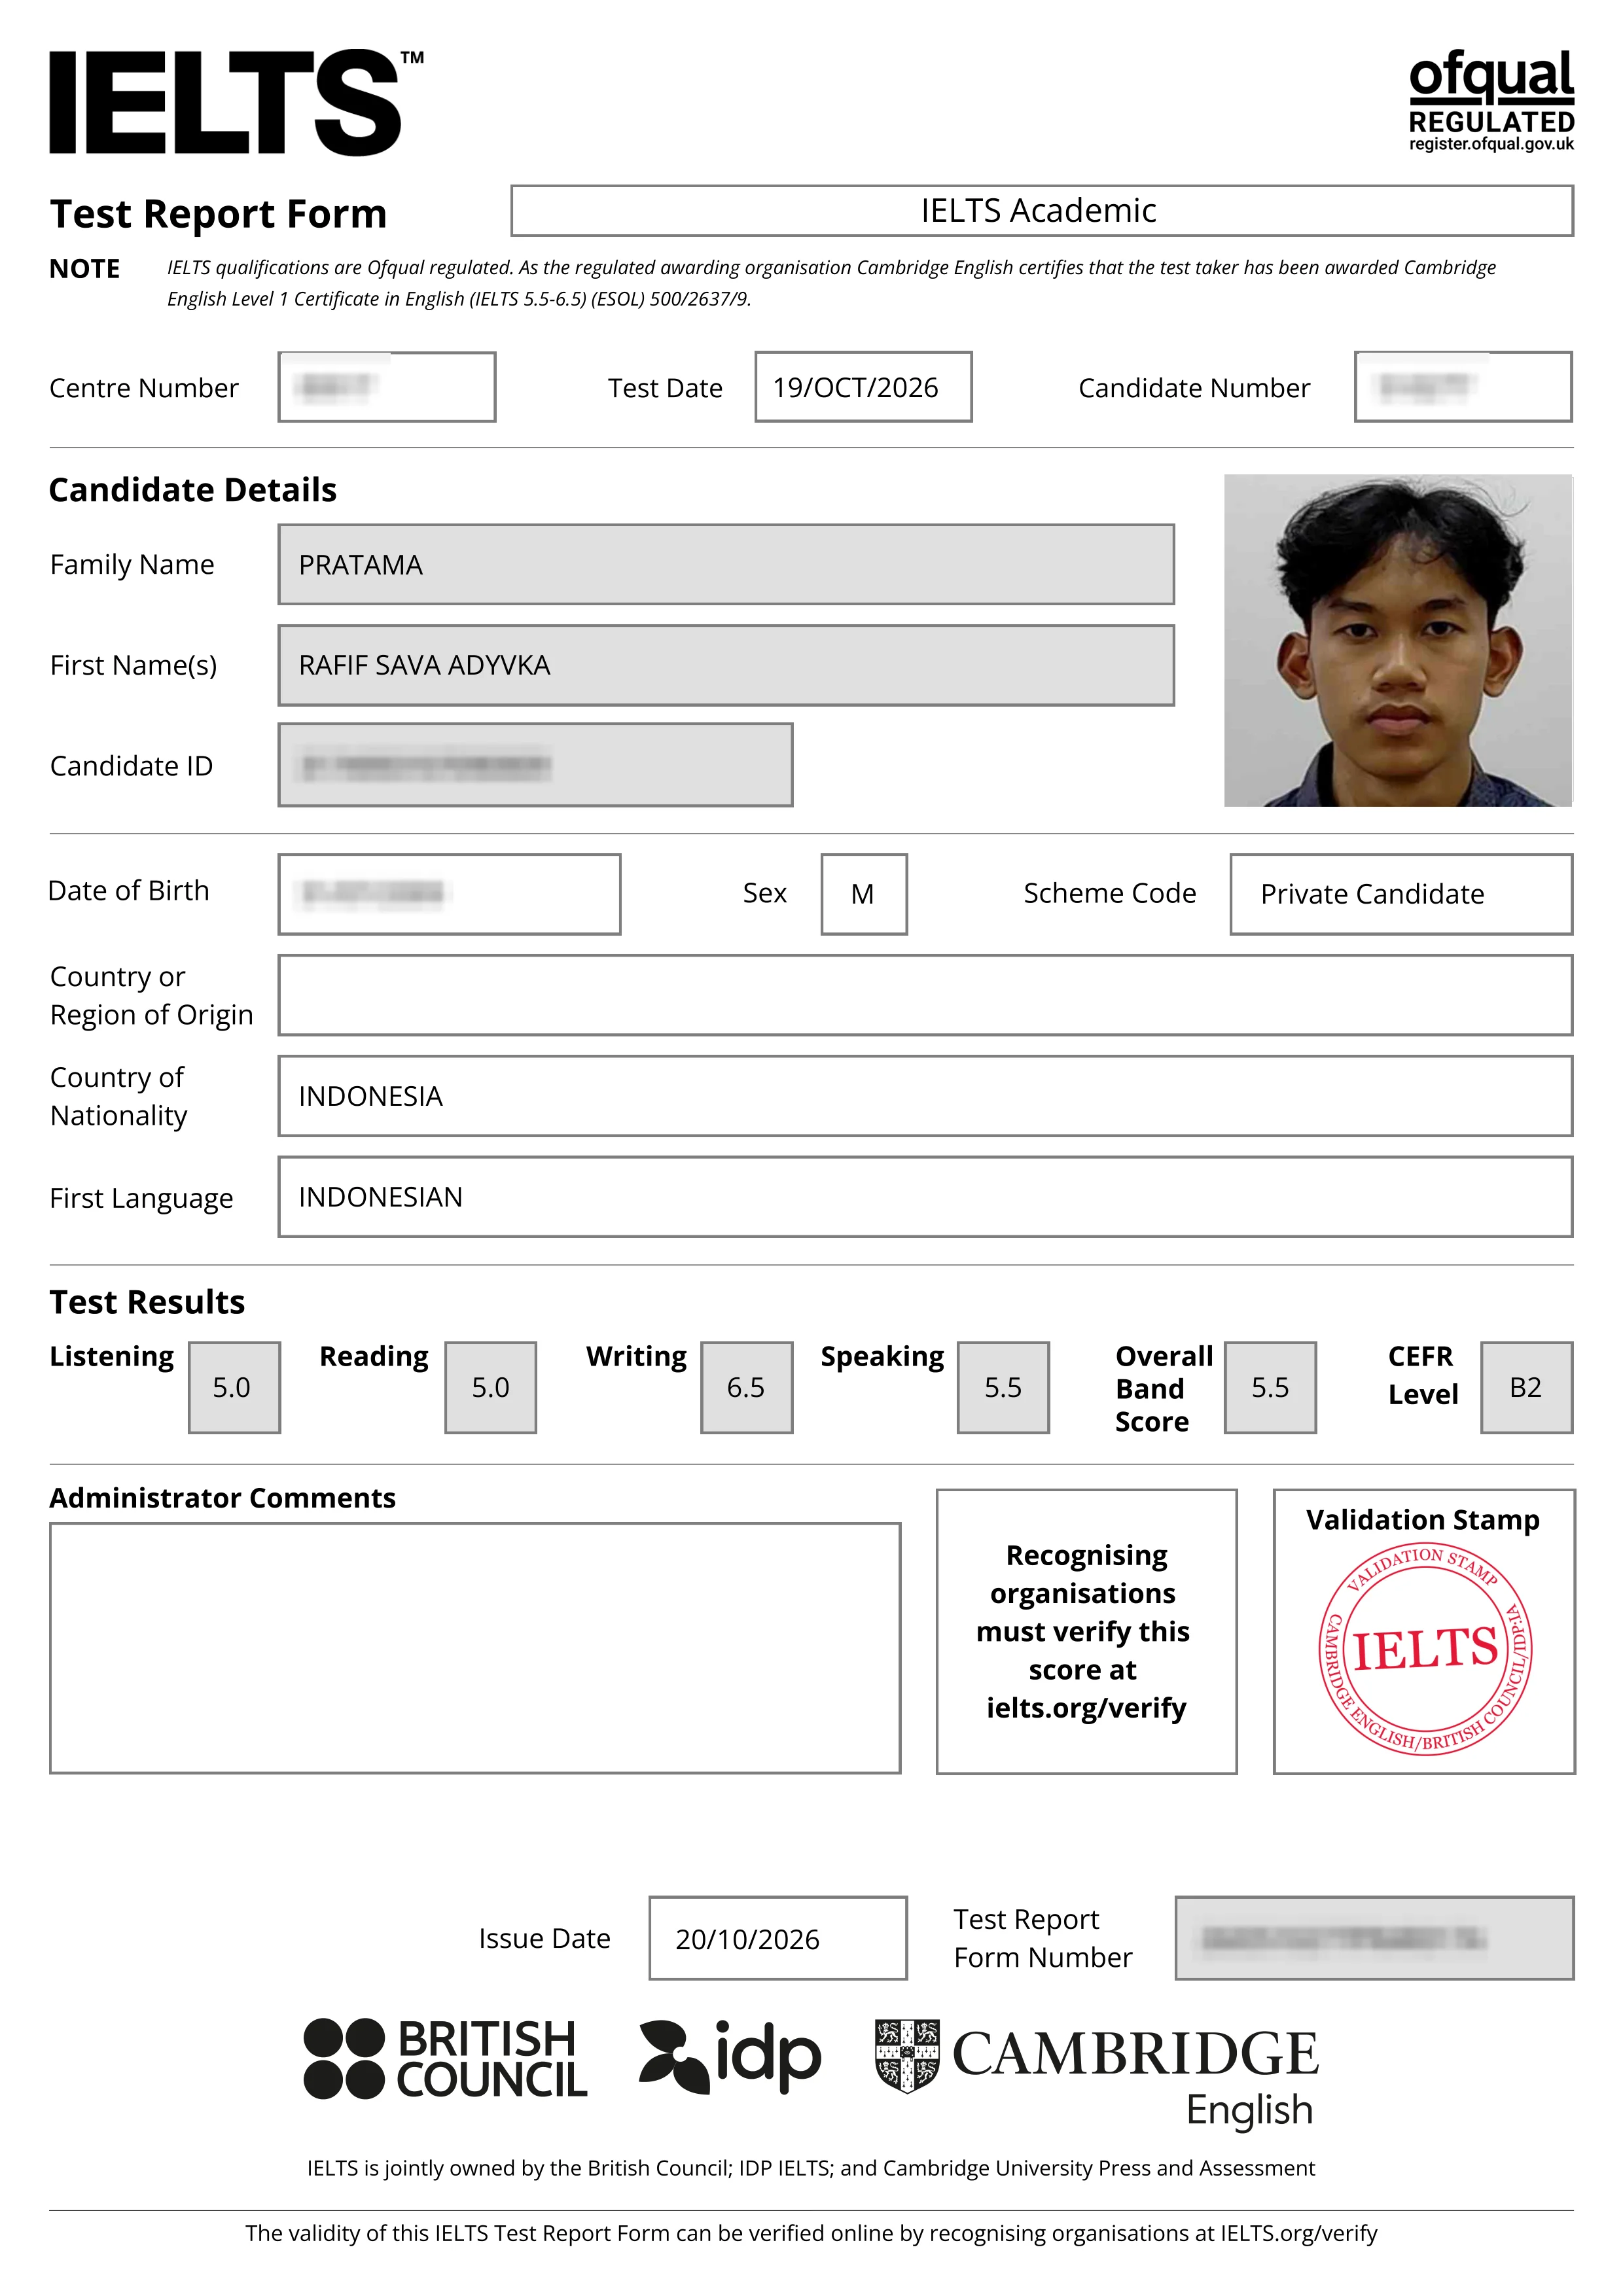 IELTS™
ofqual
REGULATED
register.ofqual.gov.uk
Test Report Form
IELTS Academic
NOTE
IELTS qualifications are Ofqual regulated. As the regulated awarding organisation Cambridge English certifies that the test taker has been awarded Cambridge
English Level 1 Certificate in English (IELTS 5.5-6.5) (ESOL) 500/2637/9.
Centre Number
Test Date 19/OCT/2026
Candidate Number
Candidate Details
Family Name PRATAMA
First Name(s) RAFIF SAVA ADYVKA
Candidate ID
Date of Birth
Sex M
Scheme Code Private Candidate
Country or
Region of Origin
Country of
Nationality
INDONESIA
First Language INDONESIAN
Test Results
Listening 5.0
Reading 5.0
Writing 6.5
Speaking 5.5
Overall
Band
Score
5.5
CEFR
Level
B2
Administrator Comments
Recognising
organisations
must verify this
score at
ielts.org/verify
Validation Stamp
VALIDATION STAMP
IELTS
CAMBRIDGE ENGLISH/BRITISH COUNCIL/IDP:IA
Issue Date 20/10/2026
Test Report
Form Number
BRITISH
COUNCIL
idp
CAMBRIDGE
English
IELTS is jointly owned by the British Council; IDP IELTS; and Cambridge University Press and Assessment
The validity of this IELTS Test Report Form can be verified online by recognising organisations at IELTS.org/verify